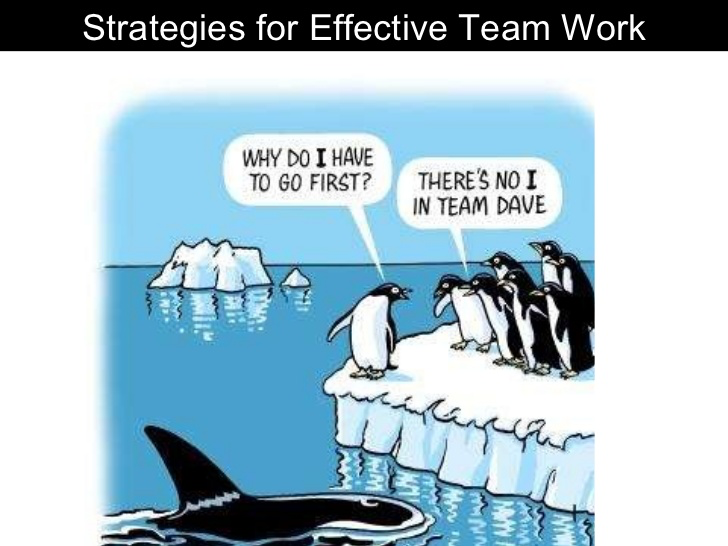 Strategies for Effective Team Work
WHY DO I HAVE
TO GO FIRST?
THERE'S NO I
IN TEAM DAVE